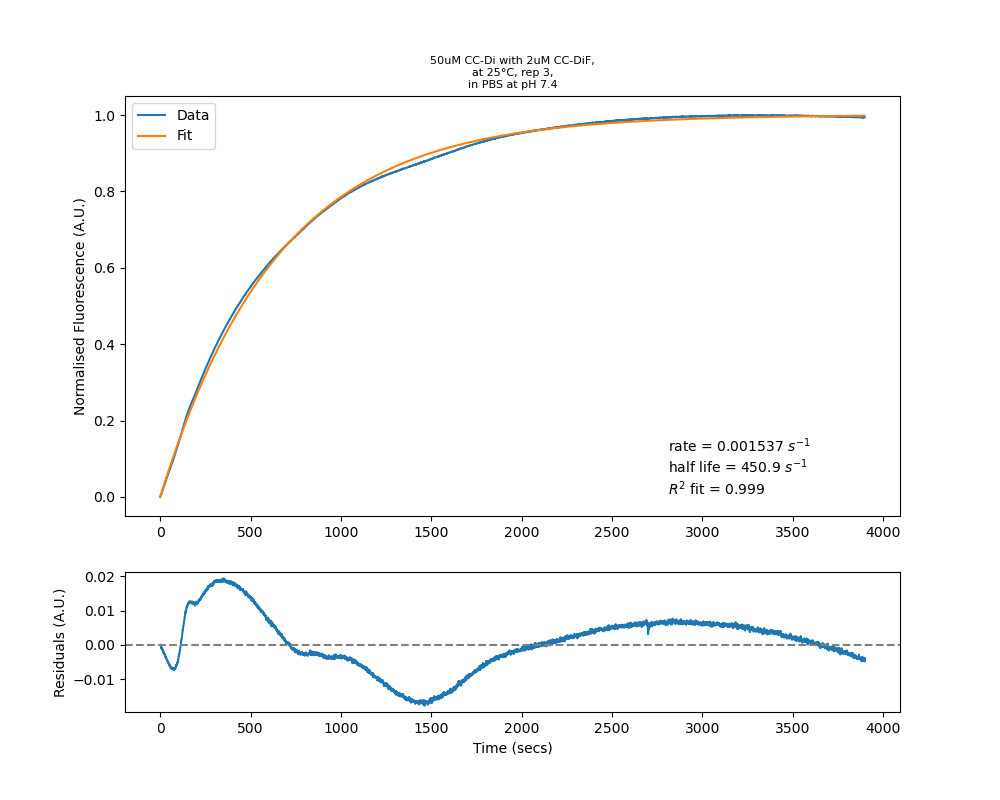 50uM CC-Di with 2uM CC-DiF,
at 25°C, rep 3,
in PBS at pH 7.4
Data
Fit
Normalised Fluorescence (A.U.)
1.0
0.8
0.6
0.4
0.2
0.0
rate = 0.001537 s⁻¹
half life = 450.9 s⁻¹
R² fit = 0.999
0 500 1000 1500 2000 2500 3000 3500 4000
Residuals (A.U.)
0.02
0.01
0.00
−0.01
0 500 1000 1500 2000 2500 3000 3500 4000
Time (secs)